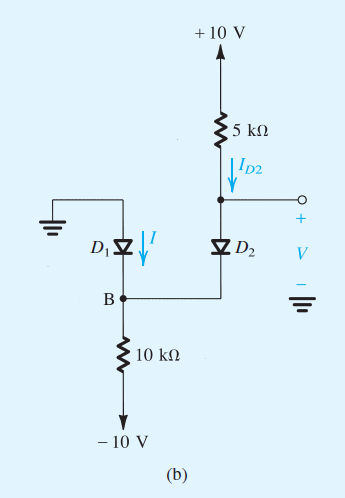 +10 V
5 kΩ
I_D2
+
D₁
I
D₂
V
−
B
10 kΩ
−10 V
(b)